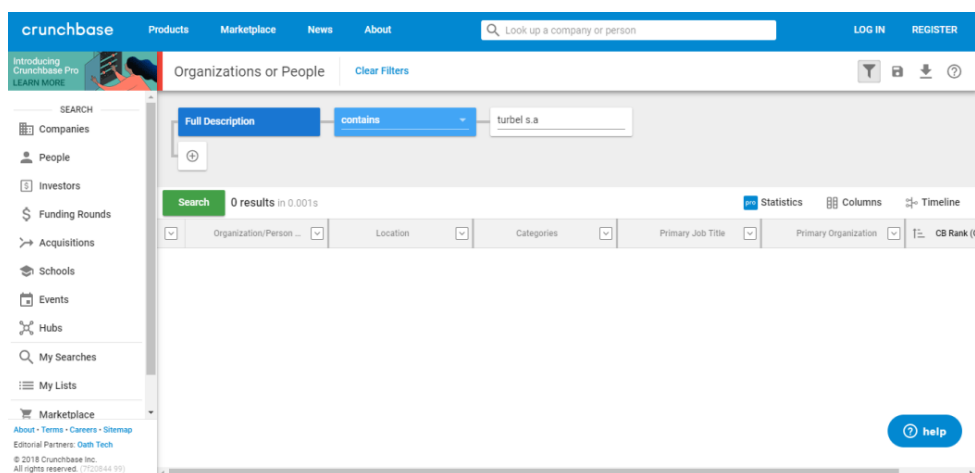 crunchbase Products Marketplace News About Look up a company or person LOG IN REGISTER
Introducing
Crunchbase Pro
LEARN MORE
Organizations or People Clear Filters
SEARCH
Companies
People
Investors
Funding Rounds
Acquisitions
Schools
Events
Hubs
My Searches
My Lists
Marketplace
About • Terms • Careers • Sitemap
Editorial Partners: Oath Tech
© 2018 Crunchbase Inc.
All rights reserved. (7f20844 99)
Full Description contains turbel s.a
Search 0 results in 0.001s pro Statistics Columns Timeline
Organization/Person ... Location Categories Primary Job Title Primary Organization CB Rank (
help